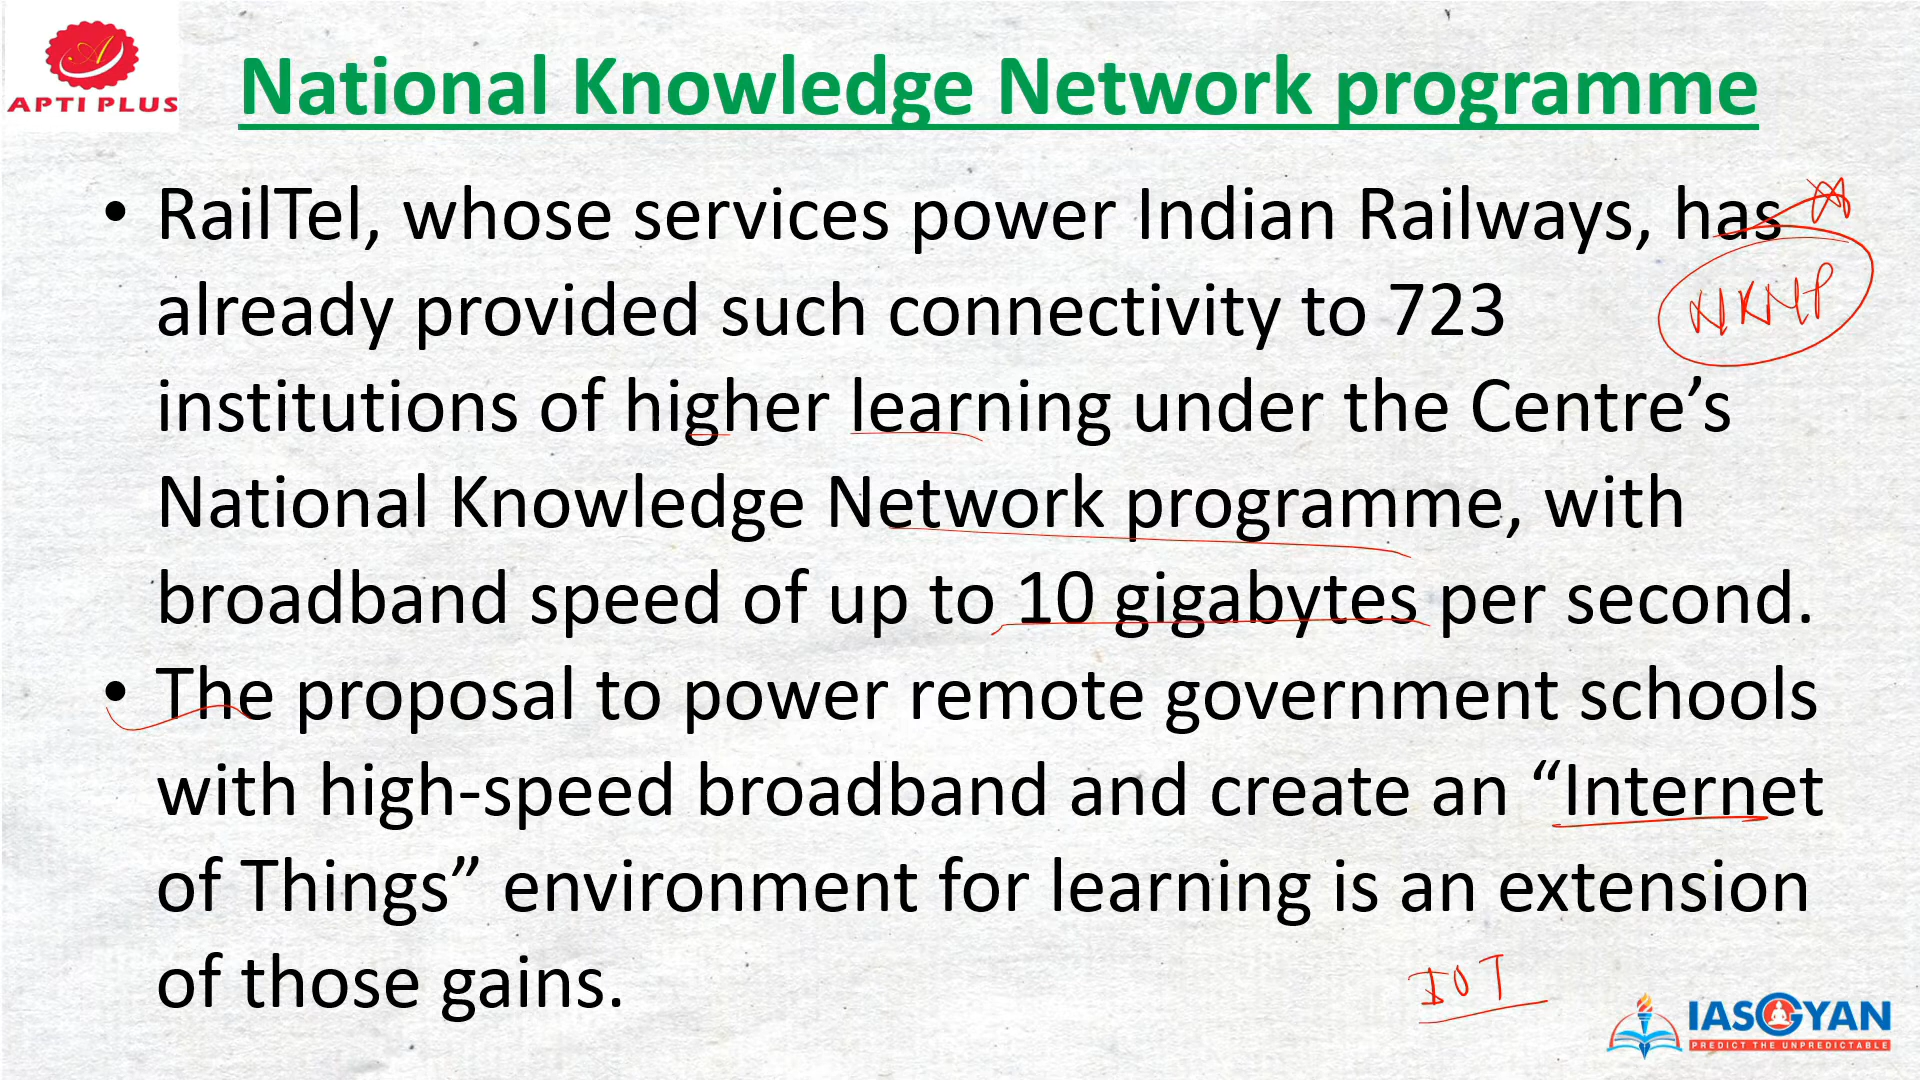 A
APTI PLUS
National Knowledge Network programme
• RailTel, whose services power Indian Railways, has
already provided such connectivity to 723
NKNP
institutions of higher learning under the Centre’s
National Knowledge Network programme, with
broadband speed of up to 10 gigabytes per second.
• The proposal to power remote government schools
with high-speed broadband and create an “Internet
of Things” environment for learning is an extension
of those gains.
IOT
IASGYAN
PREDICT THE UNPREDICTABLE